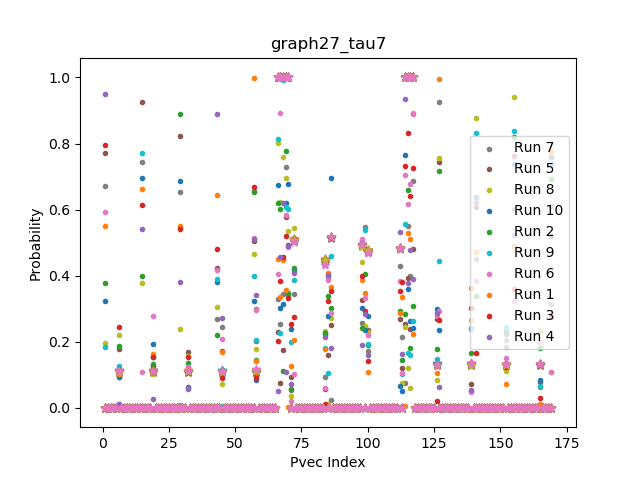 graph27_tau7
1.0
0.8
0.6
0.4
0.2
0.0
Probability
Run 7
Run 5
Run 8
Run 10
Run 2
Run 9
Run 6
Run 1
Run 3
Run 4
0 25 50 75 100 125 150 175
Pvec Index